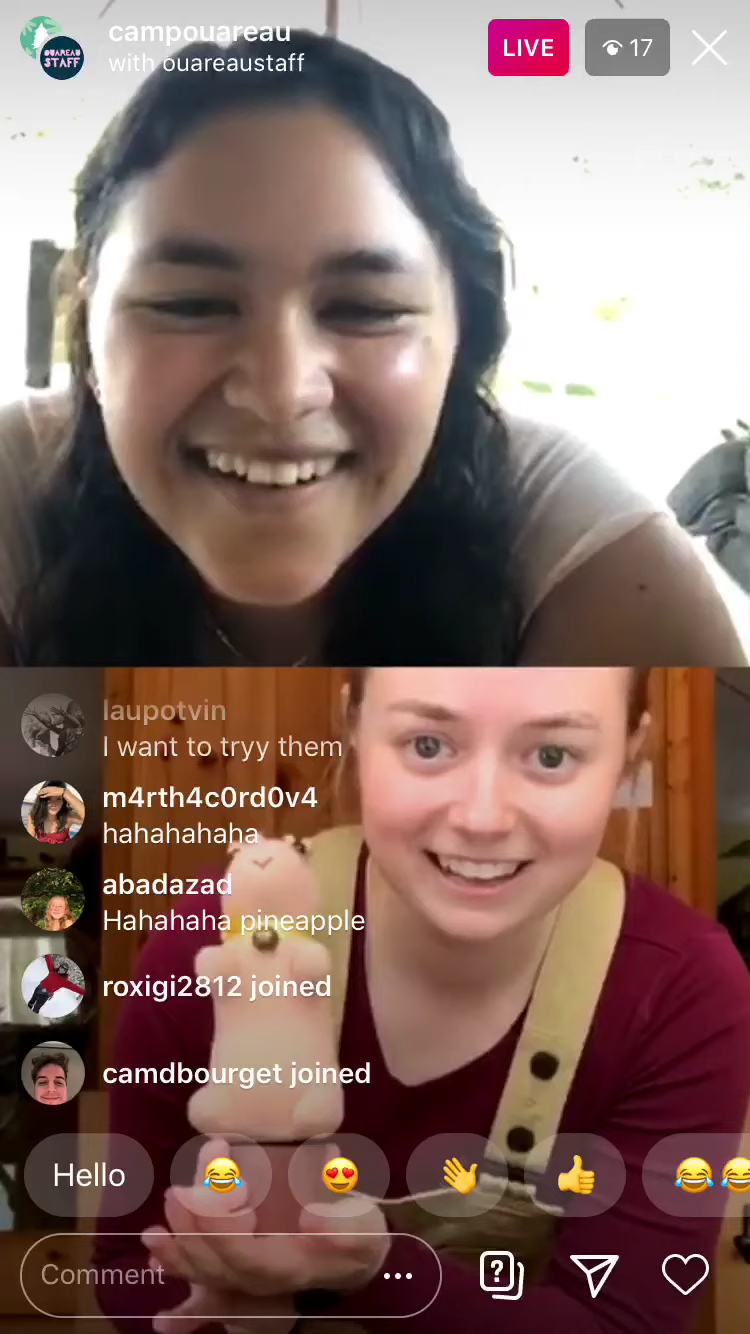 campouareau
with ouareaustaff
OUAREAU
STAFF
LIVE
17
laupotvin
I want to tryy them
m4rth4c0rd0v4
hahahahaha
abadazad
Hahahaha pineapple
roxigi2812 joined
camdbourget joined
Hello
Comment